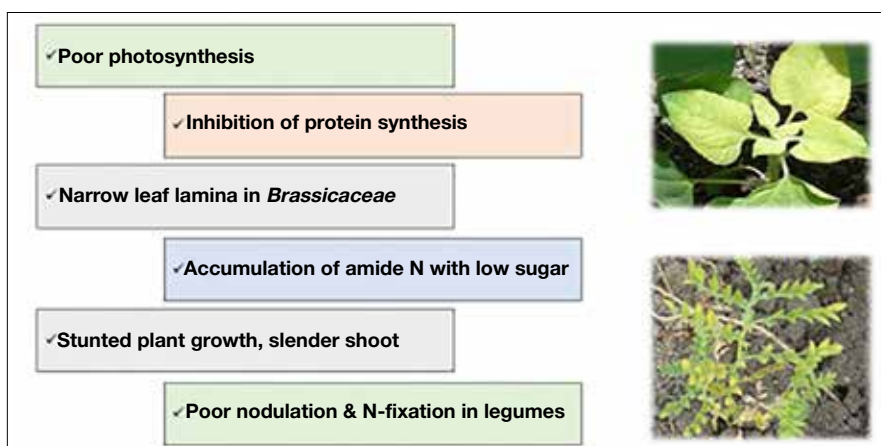 ✓Poor photosynthesis
✓Inhibition of protein synthesis
✓Narrow leaf lamina in Brassicaceae
✓Accumulation of amide N with low sugar
✓Stunted plant growth, slender shoot
✓Poor nodulation & N-fixation in legumes